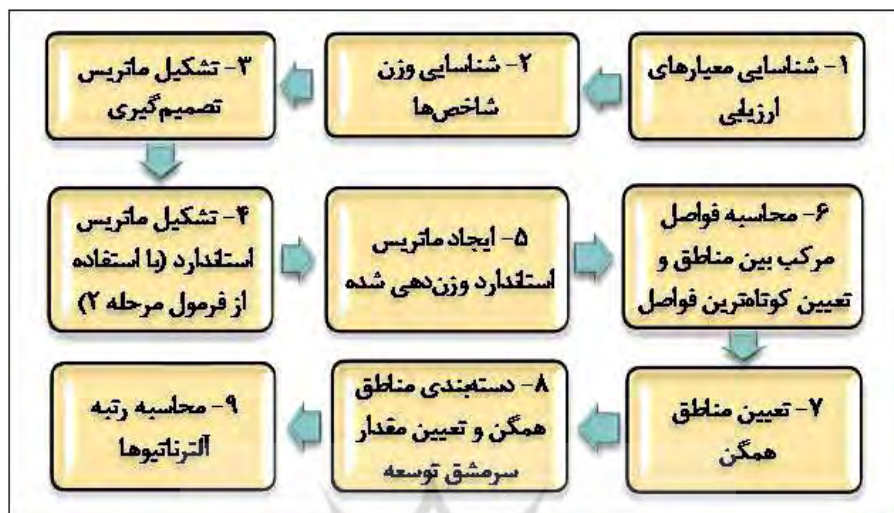 ۱- شناسایی معیارهای
ارزیابی
۲- شناسایی وزن
شاخص‌ها
۳- تشکیل ماتریس
تصمیم‌گیری
۴- تشکیل ماتریس
استاندارد (با استفاده
از فرمول مرحله ۲)
۵- ایجاد ماتریس
استاندارد وزن‌دهی شده
۶- محاسبه فواصل
مرکب بین مناطق و
تعیین کوتاه‌ترین فواصل
۷- تعیین مناطق
همگن
۸- دسته‌بندی مناطق
همگن و تعیین مقدار
سرمشق توسعه
۹- محاسبه رتبه
آلترناتیوها